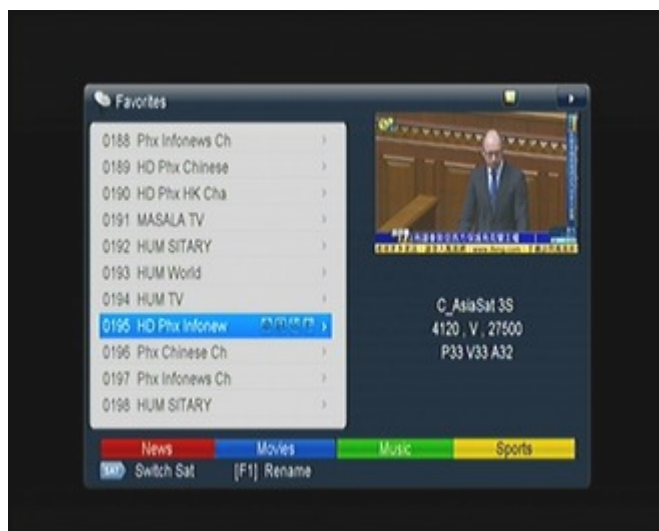 Favorites
0188 Phx Infonews Ch
0189 HD Phx Chinese
0190 HD Phx HK Cha
0191 MASALA TV
0192 HUM SITARY
0193 HUM World
0194 HUM TV
0195 HD Phx Infonew
0196 Phx Chinese Ch
0197 Phx Infonews Ch
0198 HUM SITARY
C_AsiaSat 3S
4120 , V , 27500
P33 V33 A32
News Movies Music Sports
SAT Switch Sat [F1] Rename